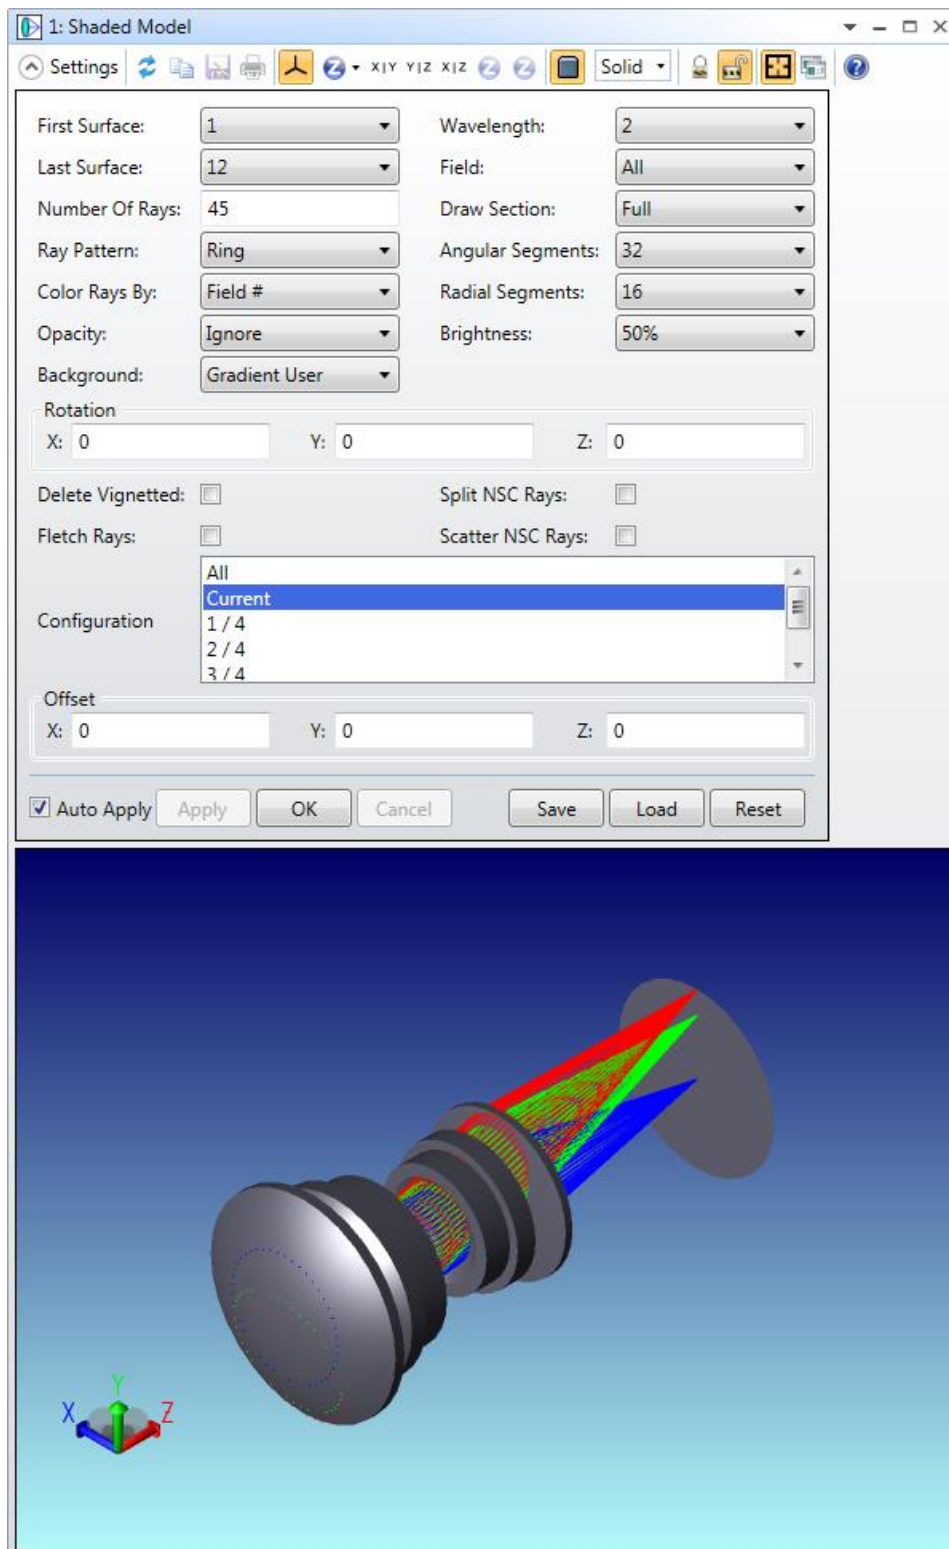 1: Shaded Model
Settings X|Y Y|Z X|Z Solid
First Surface: 1 Wavelength: 2
Last Surface: 12 Field: All
Number Of Rays: 45 Draw Section: Full
Ray Pattern: Ring Angular Segments: 32
Color Rays By: Field # Radial Segments: 16
Opacity: Ignore Brightness: 50%
Background: Gradient User
Rotation
X: 0 Y: 0 Z: 0
Delete Vignetted: Split NSC Rays:
Fletch Rays: Scatter NSC Rays:
All
Current
Configuration 1 / 4
2 / 4
3 / 4
Offset
X: 0 Y: 0 Z: 0
Auto Apply Apply OK Cancel Save Load Reset
Y
X Z